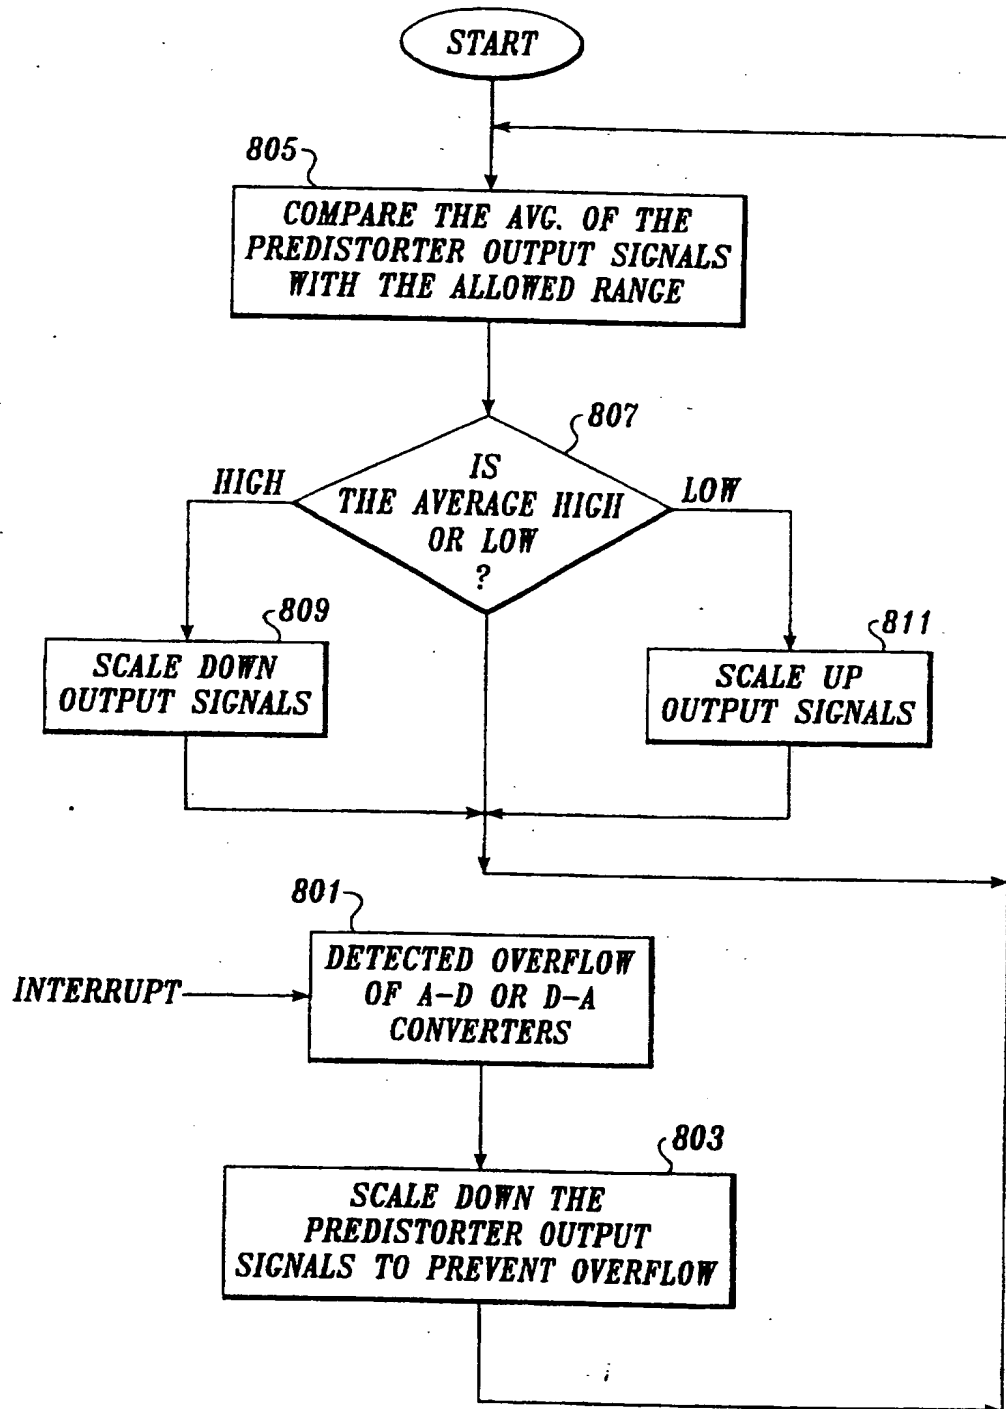 START
805
COMPARE THE AVG. OF THE
PREDISTORTER OUTPUT SIGNALS
WITH THE ALLOWED RANGE
807
IS
THE AVERAGE HIGH
OR LOW
?
HIGH
LOW
809
SCALE DOWN
OUTPUT SIGNALS
811
SCALE UP
OUTPUT SIGNALS
801
INTERRUPT
DETECTED OVERFLOW
OF A-D OR D-A
CONVERTERS
803
SCALE DOWN THE
PREDISTORTER OUTPUT
SIGNALS TO PREVENT OVERFLOW